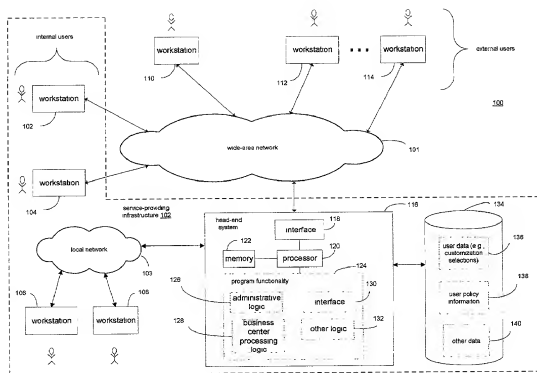 internal users
workstation
110
workstation
112
workstation
114
external users
100
workstation
102
wide-area network
101
workstation
104
service-providing
infrastructure 102
116
134
head-end
system
interface
118
local network
103
122
memory
processor
120
124
program functionality
126
administrative
logic
interface
130
128
business
center
processing
logic
other logic
132
user data (e.g.,
customization
selections)
136
user policy
information
138
other data
140
106
workstation
workstation